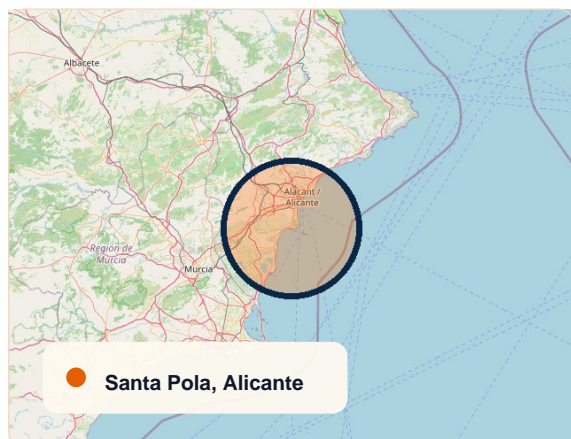 Albacete
Alacant /
Alicante
Región de
Murcia
Murcia
Santa Pola, Alicante